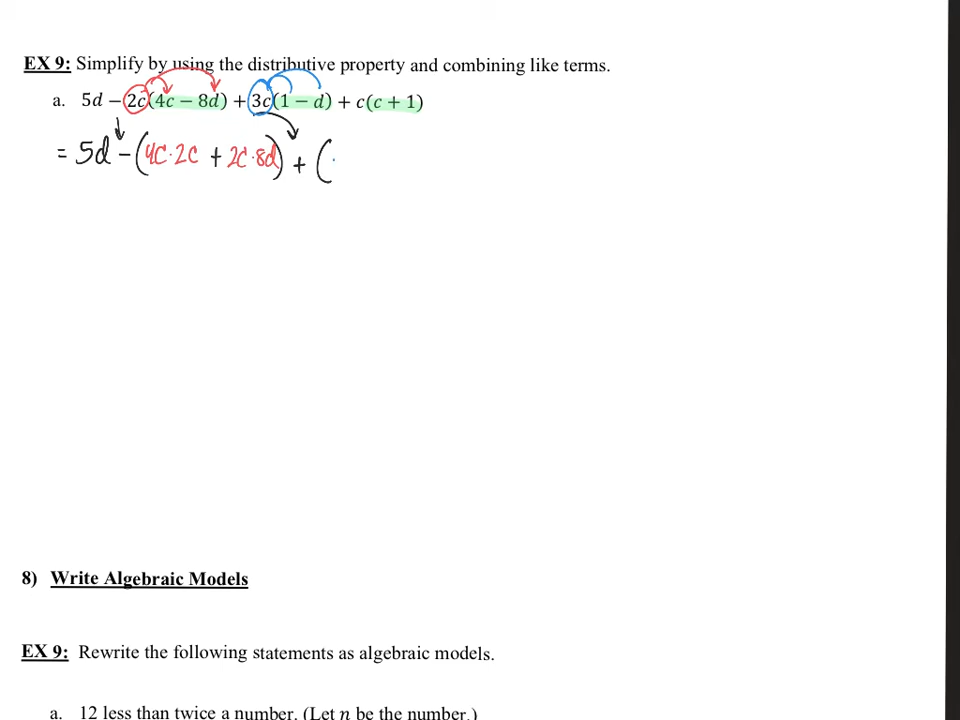 EX 9: Simplify by using the distributive property and combining like terms.
a. 5d − 2c(4c − 8d) + 3c(1 − d) + c(c + 1)
= 5d − (4c·2c + 2c·8d) + (
8) Write Algebraic Models
EX 9: Rewrite the following statements as algebraic models.
a. 12 less than twice a number. (Let n be the number.)